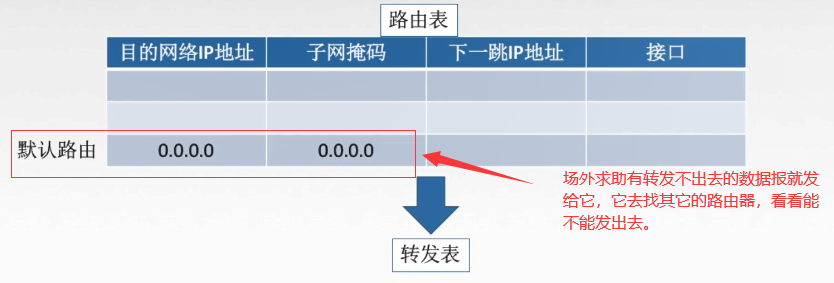 路由表
目的网络IP地址 子网掩码 下一跳IP地址 接口
默认路由 0.0.0.0 0.0.0.0
场外求助有转发不出去的数据报就发
给它，它去找其它的路由器，看看能
不能发出去。
转发表